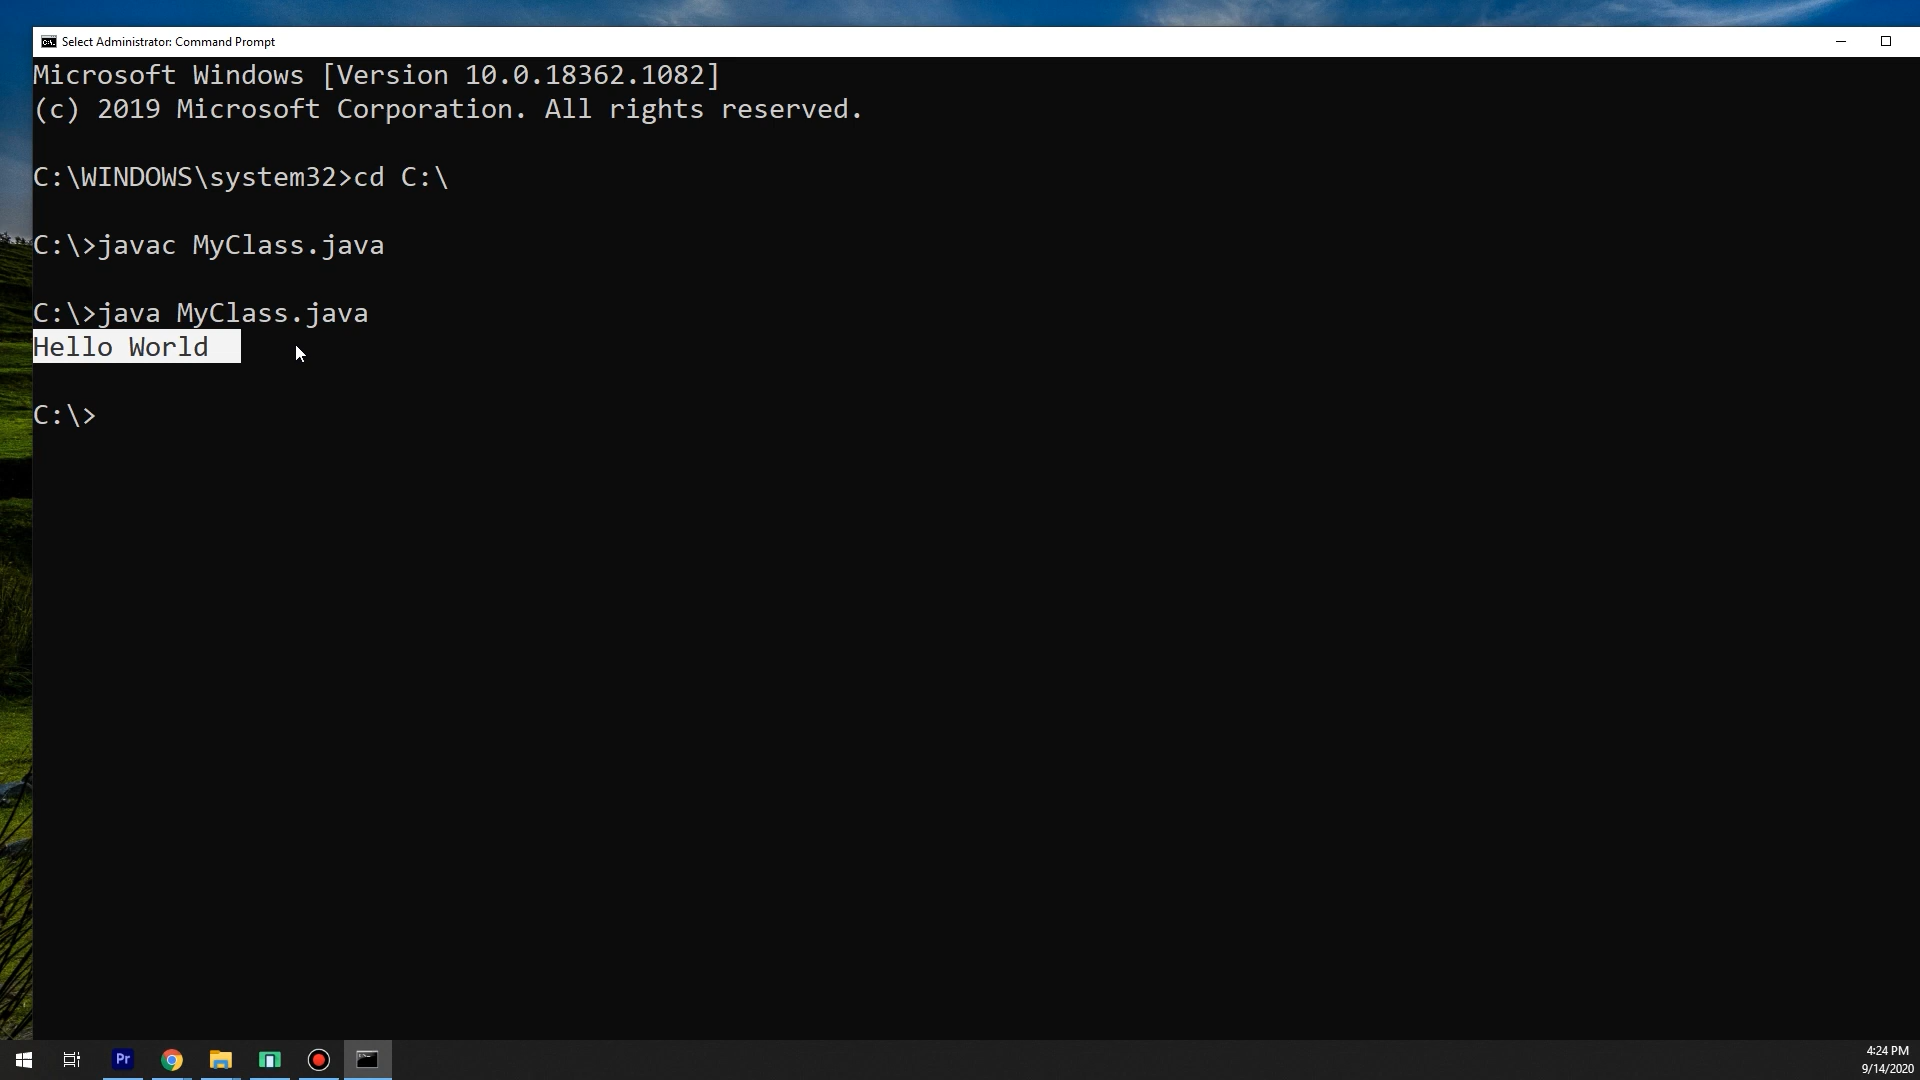 Select Administrator: Command Prompt
Microsoft Windows [Version 10.0.18362.1082]
(c) 2019 Microsoft Corporation. All rights reserved.
C:\WINDOWS\system32>cd C:\
C:\>javac MyClass.java
C:\>java MyClass.java
Hello World
C:\>
Pr
4:24 PM
9/14/2020